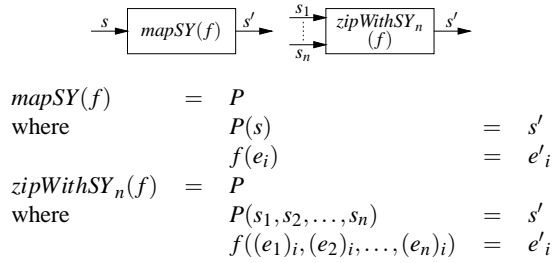 s mapSY(f) s′ s₁ ⋮ sₙ zipWithSYₙ (f) s′
mapSY(f) = P
where P(s) = s′
f(eᵢ) = e′ᵢ
zipWithSYₙ(f) = P
where P(s₁,s₂,…,sₙ) = s′
f((e₁)ᵢ,(e₂)ᵢ,…,(eₙ)ᵢ) = e′ᵢ